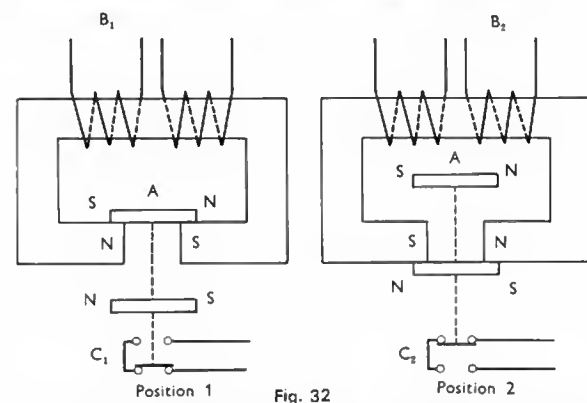 B₁
B₂
A
S N
N S
N S
C₁
Position 1
A
S N
S N
N S
C₂
Position 2
Fig. 32